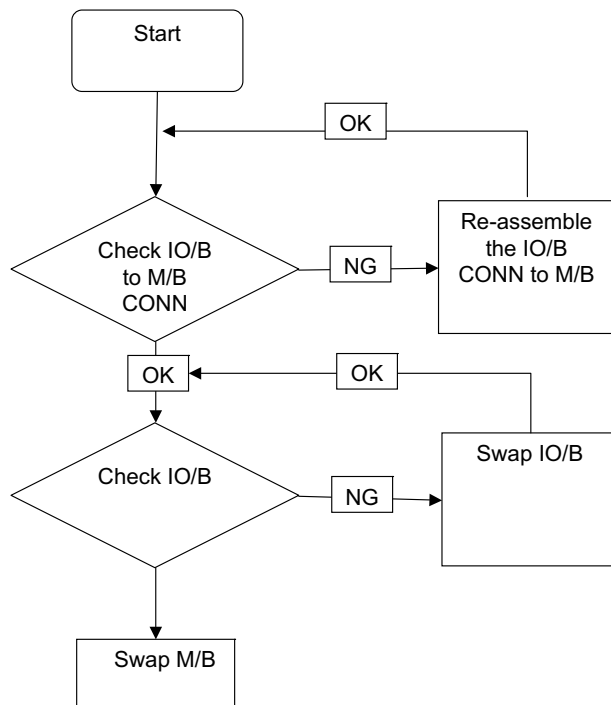 Start
OK
Check IO/B
to M/B
CONN
NG
Re-assemble
the IO/B
CONN to M/B
OK
OK
Check IO/B
NG
Swap IO/B
Swap M/B